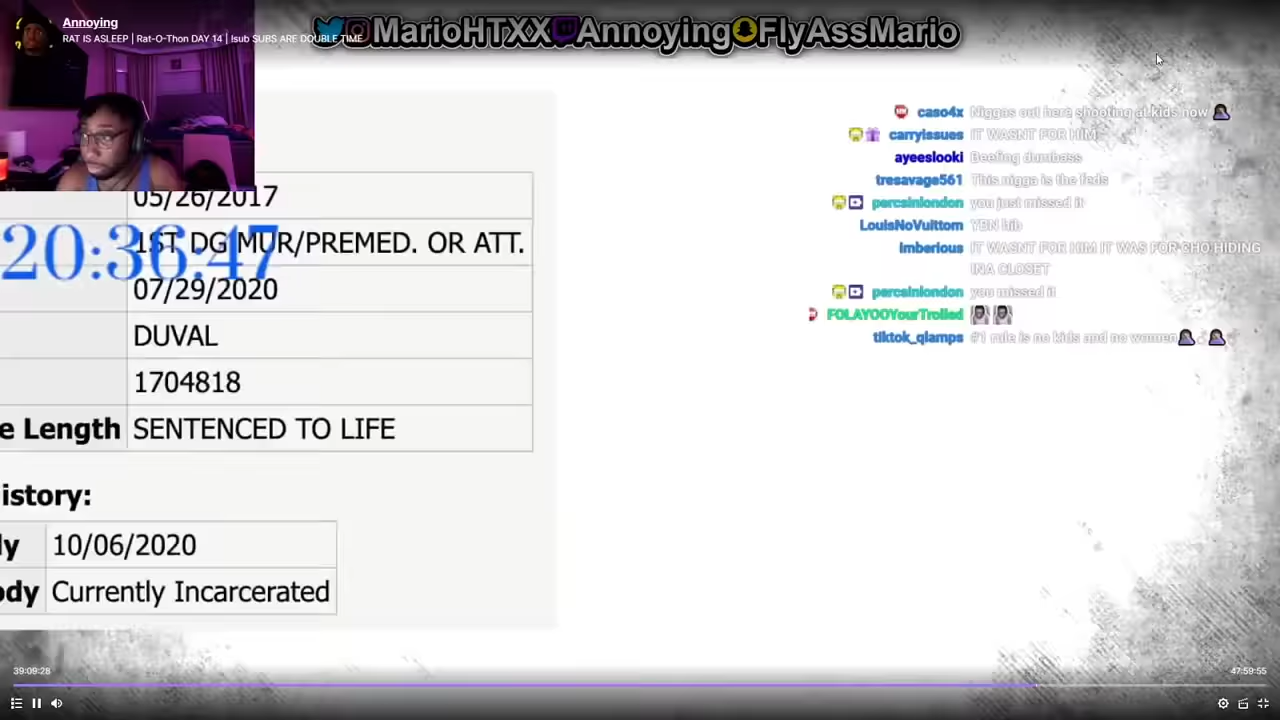 Annoying
RAT IS ASLEEP | Rat-O-Thon DAY 14 | !sub SUBS ARE DOUBLE TIME
MarioHTXX Annoying FlyAssMario
05/26/2017
1ST DG MUR/PREMED. OR ATT.
20:36:47
07/29/2020
DUVAL
1704818
e Length SENTENCED TO LIFE
istory:
ly 10/06/2020
ody Currently Incarcerated
caso4x Niggas out here shooting at kids now
carryissues IT WASNT FOR HIM
ayeeslooki Beefing dumbass
tresavage561 This nigga is the feds
percsinlondon you just missed it
LouisNoVuittom YBN hib
Imberious IT WASNT FOR HIM IT WAS FOR CHO HIDING
INA CLOSET
percsinlondon you missed it
FOLAYOOYourTrolled
tiktok_qlamps #1 rule is no kids and no women
39:09:28
47:59:55